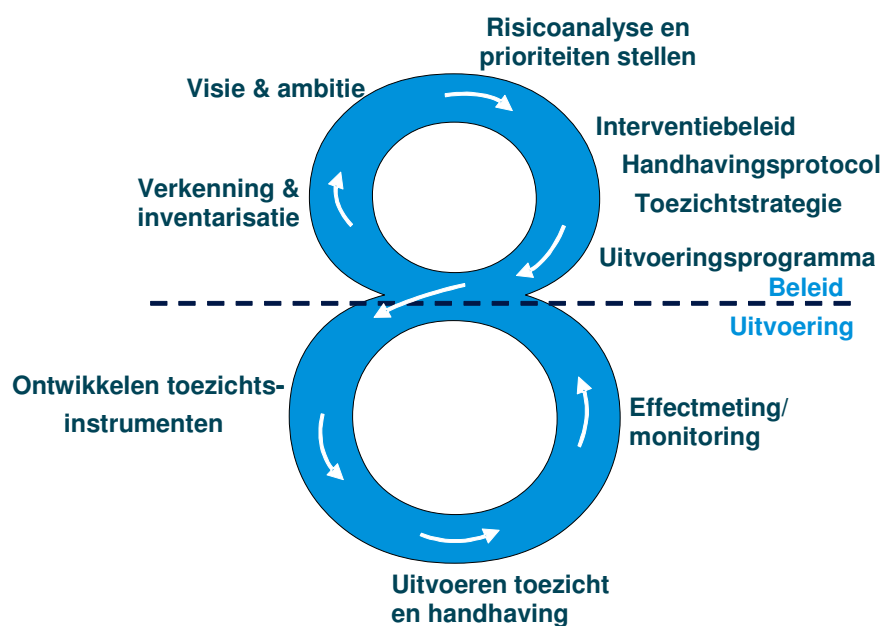 Risicoanalyse en
prioriteiten stellen
Visie & ambitie
Interventiebeleid
Handhavingsprotocol
Verkenning &
inventarisatie
Toezichtstrategie
Uitvoeringsprogramma
Beleid
Uitvoering
Ontwikkelen toezichts-
instrumenten
Effectmeting/
monitoring
Uitvoeren toezicht
en handhaving